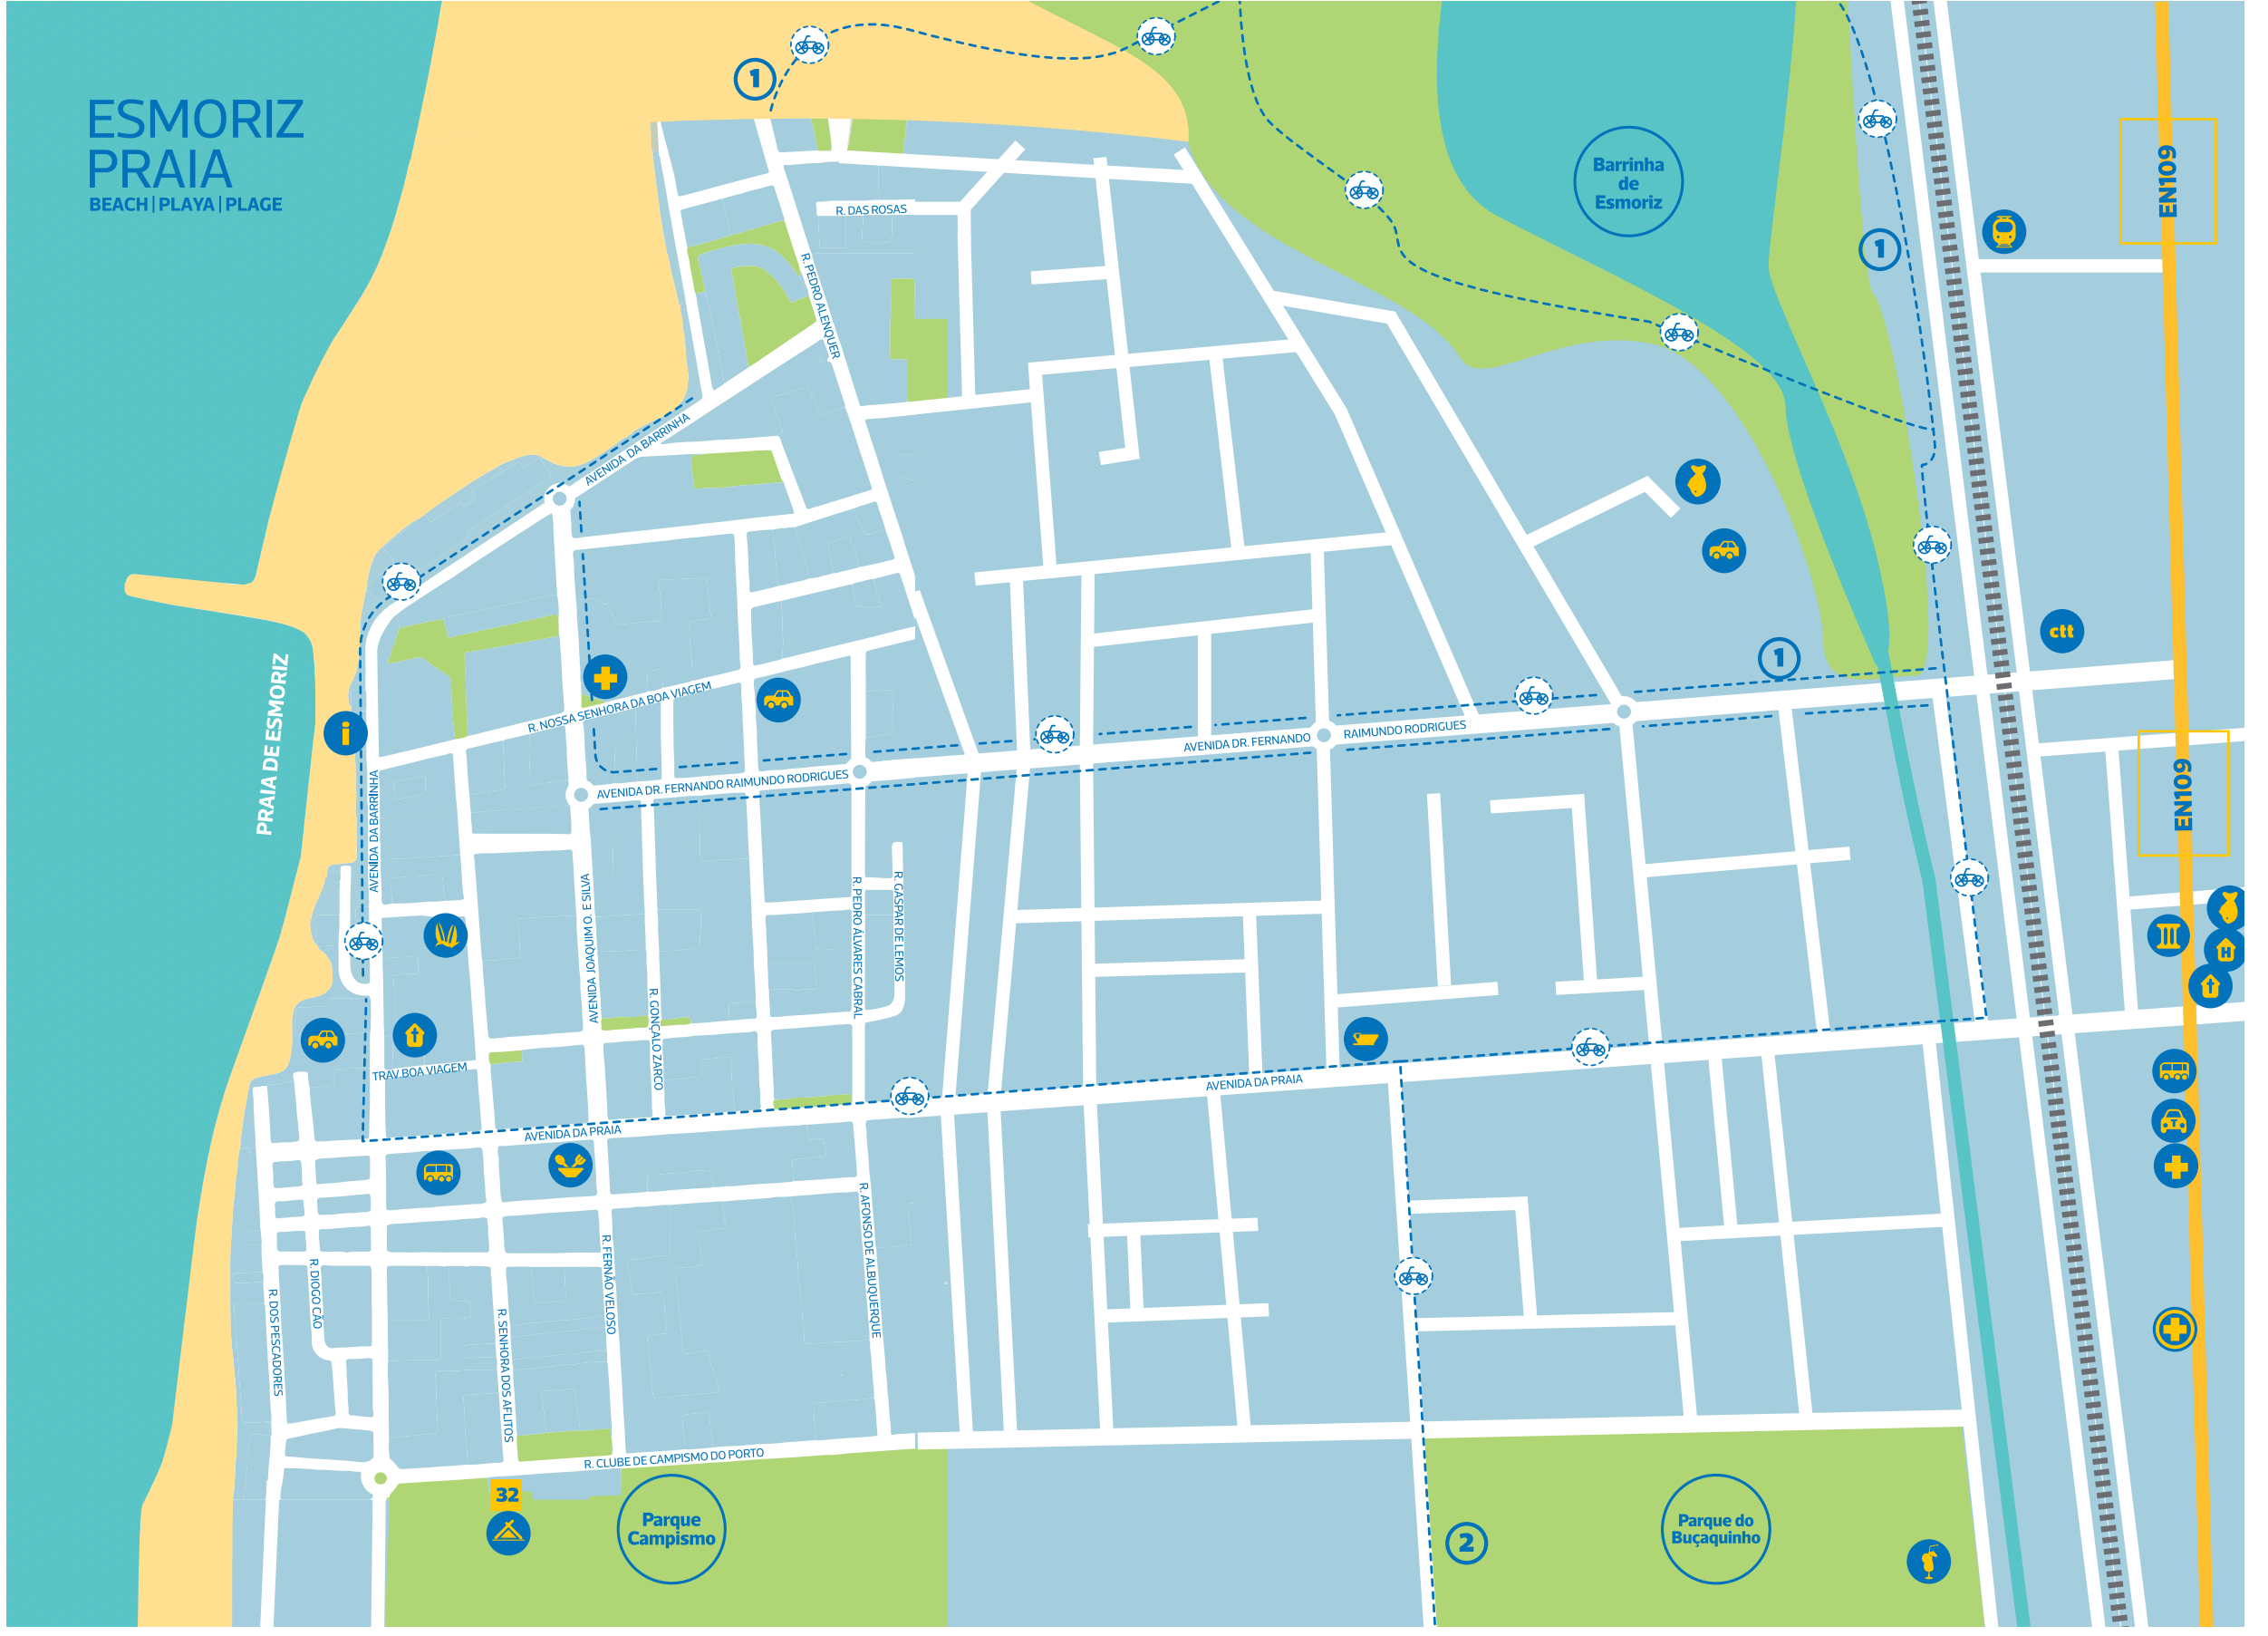 ESMORIZ
PRAIA
BEACH | PLAYA | PLAGE
1
Barrinha
de
Esmoriz
EN109
R. DAS ROSAS
1
R. PEDRO ALENQUER
AVENIDA DA BARRINHA
ctt
1
PRAIA DE ESMORIZ
i
R. NOSSA SENHORA DA BOA VIAGEM
AVENIDA DR. FERNANDO RAIMUNDO RODRIGUES
AVENIDA DR. FERNANDO
RAIMUNDO RODRIGUES
EN109
AVENIDA DA BARRINHA
AVENIDA JOAQUIM O. E SILVA
R. GONÇALO ZARCO
R. PEDRO ÁLVARES CABRAL
R. GASPAR DE LEMOS
H
TRAV.BOA VIAGEM
AVENIDA DA PRAIA
AVENIDA DA PRAIA
T
R. DOS PESCADORES
R. DIOGO CÃO
R. SENHORA DOS AFLITOS
R. FERNÃO VELOSO
R. AFONSO DE ALBUQUERQUE
R. CLUBE DE CAMPISMO DO PORTO
32
Parque
Campismo
2
Parque do
Buçaquinho